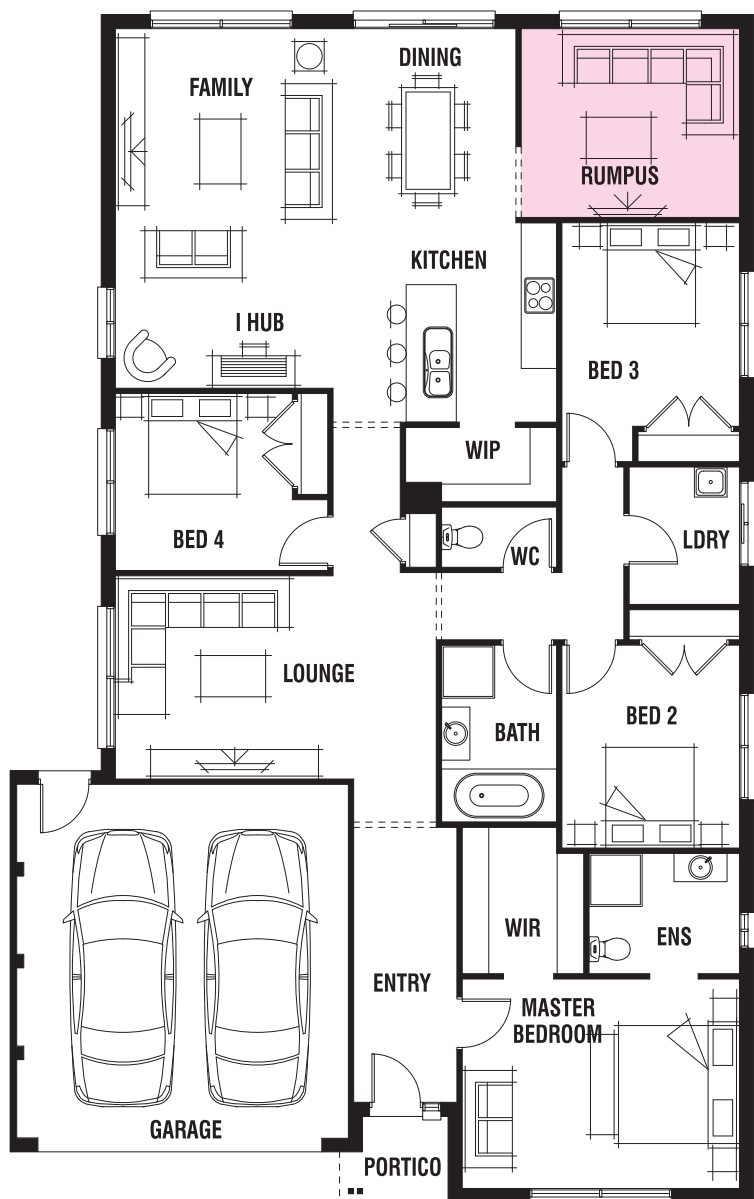 DINING
FAMILY
RUMPUS
KITCHEN
I HUB
BED 3
WIP
BED 4
LDRY
WC
LOUNGE
BED 2
BATH
WIR
ENS
ENTRY
MASTER
BEDROOM
GARAGE
PORTICO